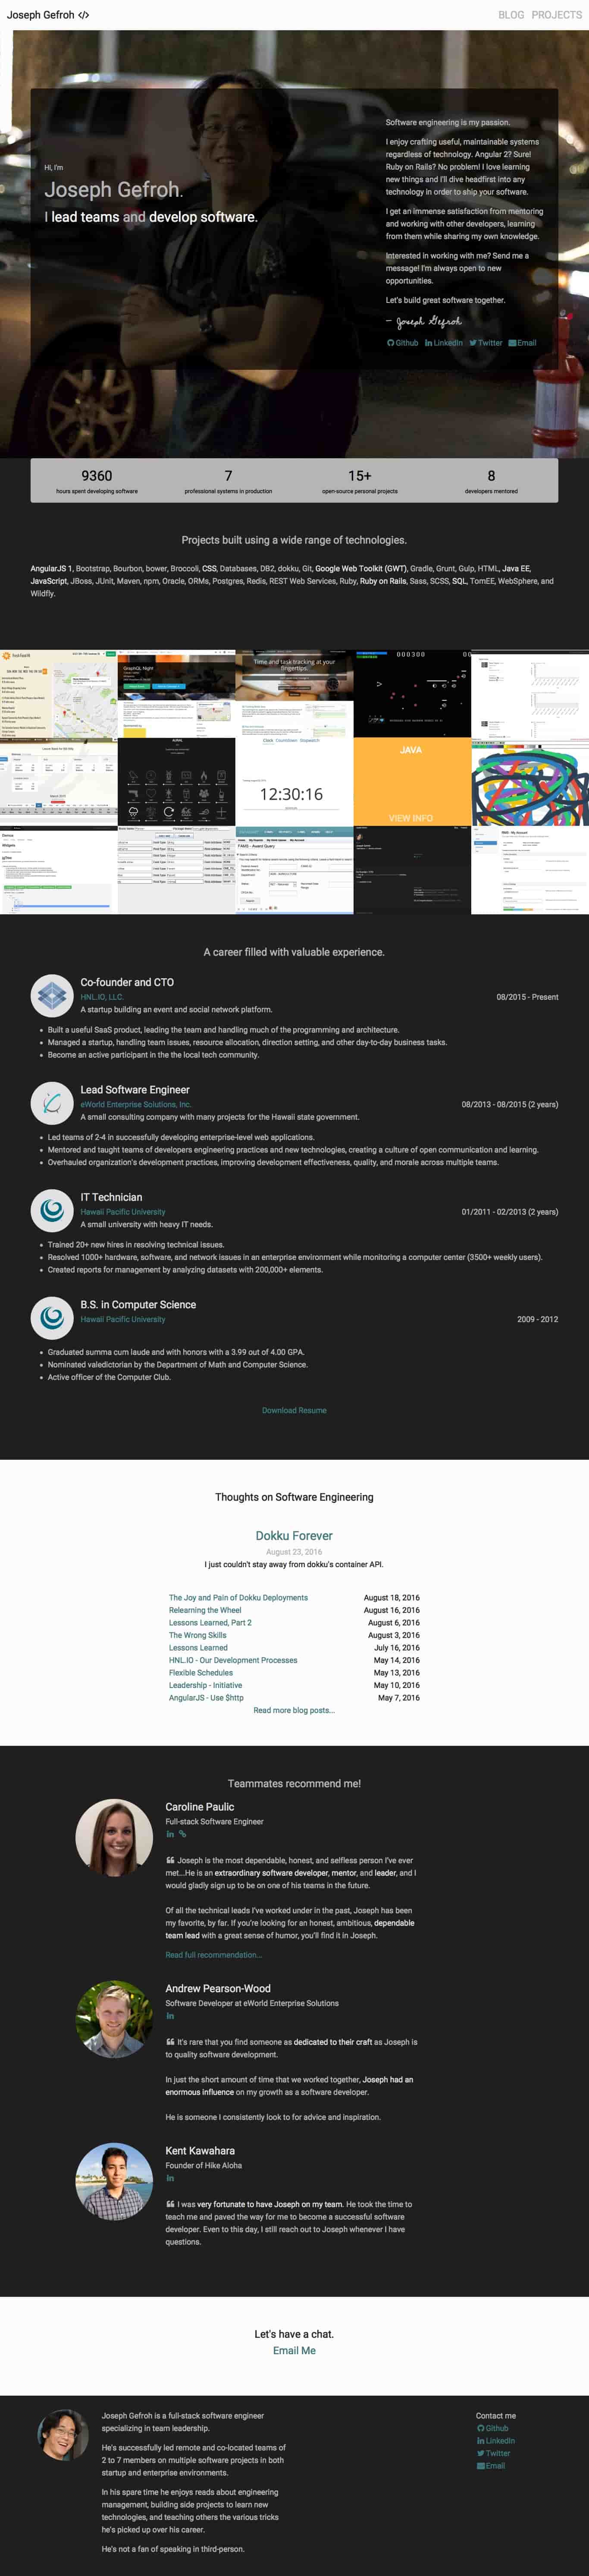 Joseph Gefroh </>
BLOG PROJECTS
Hi, I'm
Joseph Gefroh.
I lead teams and develop software.
Software engineering is my passion.
I enjoy crafting useful, maintainable systems
regardless of technology. Angular 2? Sure!
Ruby on Rails? No problem! I love learning
new things and I'll dive headfirst into any
technology in order to ship your software.
I get an immense satisfaction from mentoring
and working with other developers, learning
from them while sharing my own knowledge.
Interested in working with me? Send me a
message! I'm always open to new
opportunities.
Let's build great software together.
— Joseph Gefroh
Github LinkedIn Twitter Email
9360
hours spent developing software
7
professional systems in production
15+
open-source personal projects
8
developers mentored
Projects built using a wide range of technologies.
AngularJS 1, Bootstrap, Bourbon, bower, Broccoli, CSS, Databases, DB2, dokku, Git, Google Web Toolkit (GWT), Gradle, Grunt, Gulp, HTML, Java EE,
JavaScript, JBoss, JUnit, Maven, npm, Oracle, ORMs, Postgres, Redis, REST Web Services, Ruby, Ruby on Rails, Sass, SCSS, SQL, TomEE, WebSphere, and
Wildfly.
GraphQL Night
Time and task tracking at your
fingertips.
000300
Clock Countdown Stopwatch
12:30:16
JAVA
VIEW INFO
A career filled with valuable experience.
Co-founder and CTO
HNL.IO, LLC.
08/2015 - Present
A startup building an event and social network platform.
Built a useful SaaS product, leading the team and handling much of the programming and architecture.
Managed a startup, handling team issues, resource allocation, direction setting, and other day-to-day business tasks.
Become an active participant in the the local tech community.
Lead Software Engineer
eWorld Enterprise Solutions, Inc.
08/2013 - 08/2015 (2 years)
A small consulting company with many projects for the Hawaii state government.
Led teams of 2-4 in successfully developing enterprise-level web applications.
Mentored and taught teams of developers engineering practices and new technologies, creating a culture of open communication and learning.
Overhauled organization's development practices, improving development effectiveness, quality, and morale across multiple teams.
IT Technician
Hawaii Pacific University
01/2011 - 02/2013 (2 years)
A small university with heavy IT needs.
Trained 20+ new hires in resolving technical issues.
Resolved 1000+ hardware, software, and network issues in an enterprise environment while monitoring a computer center (3500+ weekly users).
Created reports for management by analyzing datasets with 200,000+ elements.
B.S. in Computer Science
Hawaii Pacific University
2009 - 2012
Graduated summa cum laude and with honors with a 3.99 out of 4.00 GPA.
Nominated valedictorian by the Department of Math and Computer Science.
Active officer of the Computer Club.
Download Resume
Thoughts on Software Engineering
Dokku Forever
August 23, 2016
I just couldn't stay away from dokku's container API.
The Joy and Pain of Dokku Deployments August 18, 2016
Relearning the Wheel August 16, 2016
Lessons Learned, Part 2 August 6, 2016
The Wrong Skills August 3, 2016
Lessons Learned July 16, 2016
HNL.IO - Our Development Processes May 14, 2016
Flexible Schedules May 13, 2016
Leadership - Initiative May 10, 2016
AngularJS - Use $http May 7, 2016
Read more blog posts...
Teammates recommend me!
Caroline Paulic
Full-stack Software Engineer
“ Joseph is the most dependable, honest, and selfless person I've ever
met...He is an extraordinary software developer, mentor, and leader, and I
would gladly sign up to be on one of his teams in the future.
Of all the technical leads I've worked under in the past, Joseph has been
my favorite, by far. If you're looking for an honest, ambitious, dependable
team lead with a great sense of humor, you'll find it in Joseph.
Read full recommendation...
Andrew Pearson-Wood
Software Developer at eWorld Enterprise Solutions
“ It's rare that you find someone as dedicated to their craft as Joseph is
to quality software development.
In just the short amount of time that we worked together, Joseph had an
enormous influence on my growth as a software developer.
He is someone I consistently look to for advice and inspiration.
Kent Kawahara
Founder of Hike Aloha
“ I was very fortunate to have Joseph on my team. He took the time to
teach me and paved the way for me to become a successful software
developer. Even to this day, I still reach out to Joseph whenever I have
questions.
Let's have a chat.
Email Me
Joseph Gefroh is a full-stack software engineer
specializing in team leadership.
He's successfully led remote and co-located teams of
2 to 7 members on multiple software projects in both
startup and enterprise environments.
In his spare time he enjoys reads about engineering
management, building side projects to learn new
technologies, and teaching others the various tricks
he's picked up over his career.
He's not a fan of speaking in third-person.
Contact me
Github
LinkedIn
Twitter
Email